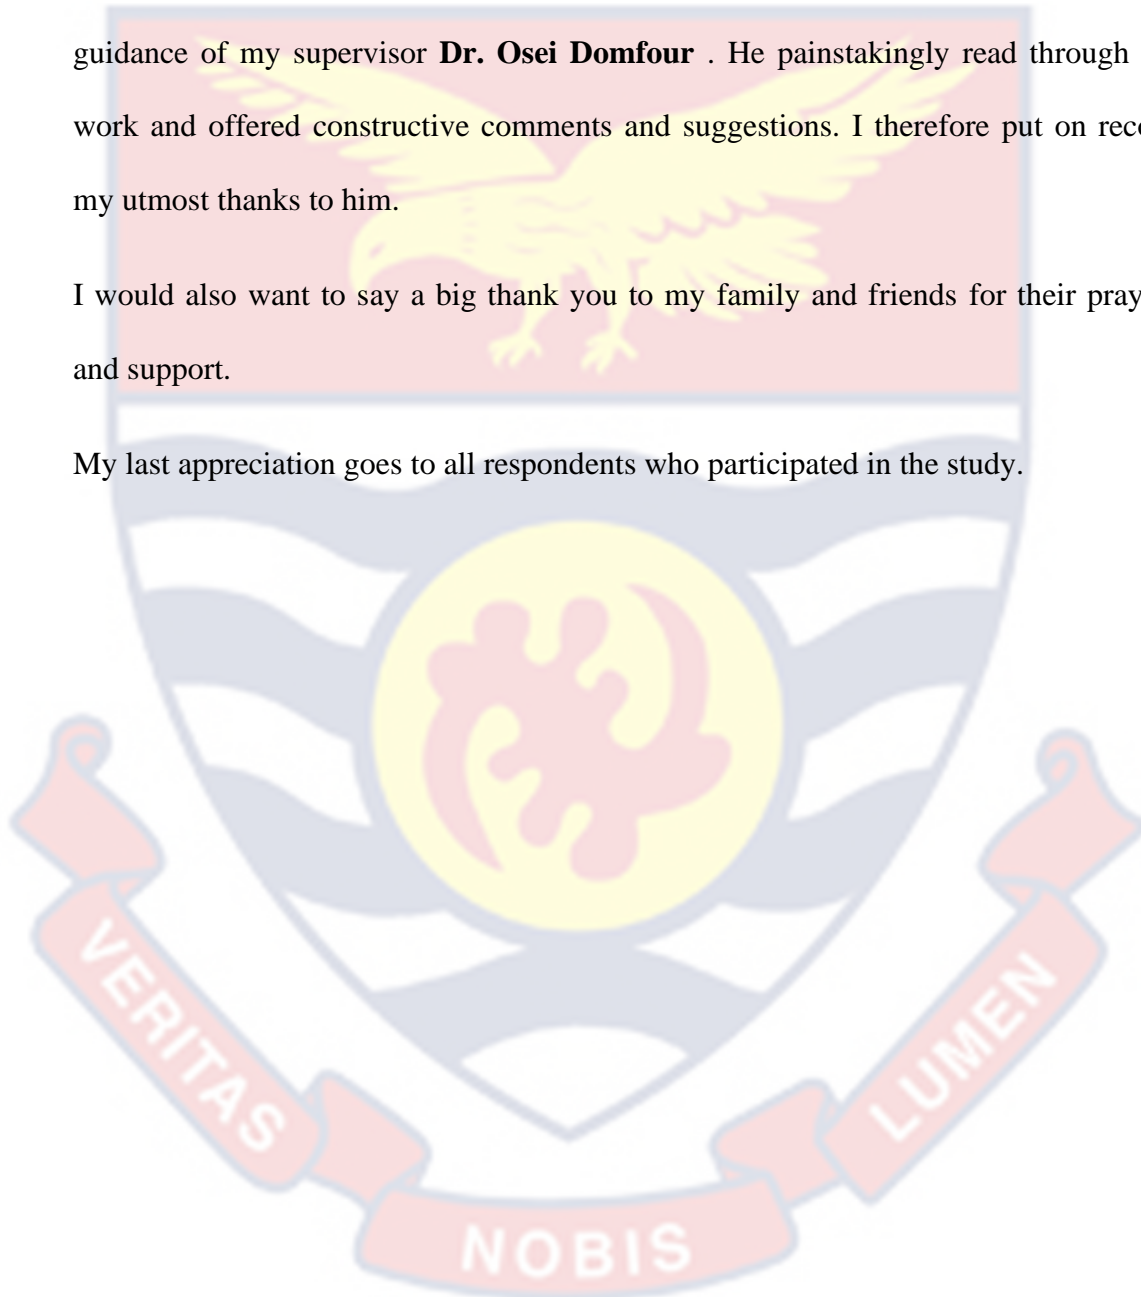 guidance of my supervisor Dr. Osei Domfour . He painstakingly read through
work and offered constructive comments and suggestions. I therefore put on
my utmost thanks to him.
I would also want to say a big thank you to my family and friends for their
and support.
My last appreciation goes to all respondents who participated in the study.
VERITAS
NOBIS
LUMEN